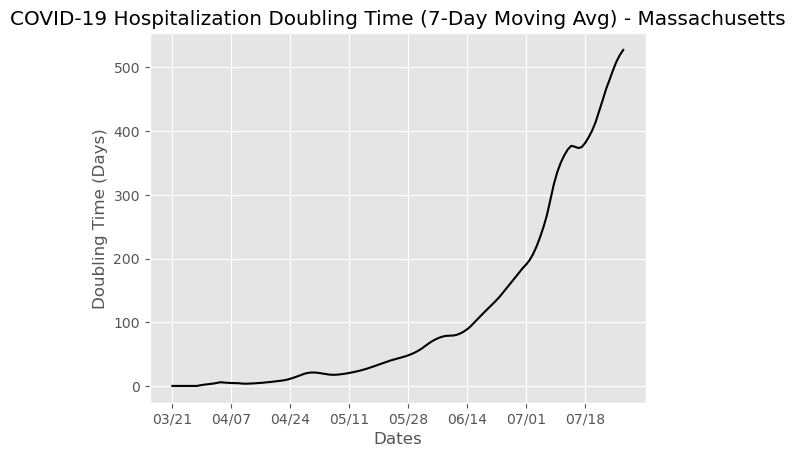 COVID-19 Hospitalization Doubling Time (7-Day Moving Avg) - Massachusetts
Doubling Time (Days)
500
400
300
200
100
0
03/21 04/07 04/24 05/11 05/28 06/14 07/01 07/18
Dates